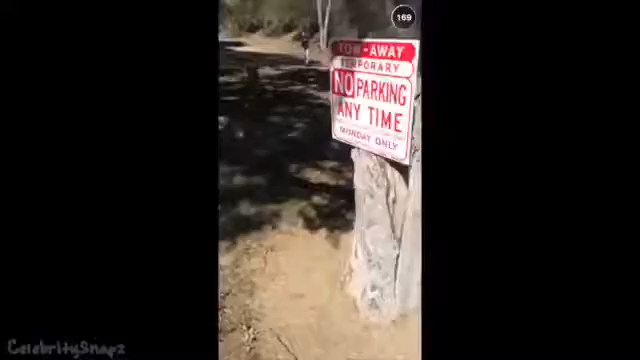 169
TOW-AWAY
TEMPORARY
NO PARKING
ANY TIME
MONDAY ONLY
CelebritySnapz